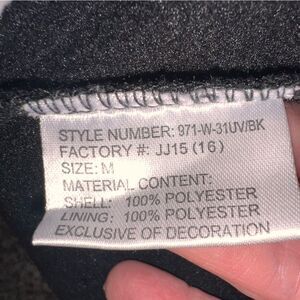 STYLE NUMBER: 971-W-31UV/BK
FACTORY #: JJ15 (16)
SIZE: M
MATERIAL CONTENT:
SHELL: 100% POLYESTER
LINING: 100% POLYESTER
EXCLUSIVE OF DECORATION